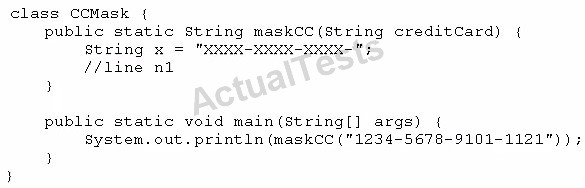 class CCMask {
public static String maskCC(String creditCard) {
String x = "XXXX-XXXX-XXXX-";
//line n1
}
public static void main(String[] args) {
System.out.println(maskCC("1234-5678-9101-1121"));
}
}
ActualTests